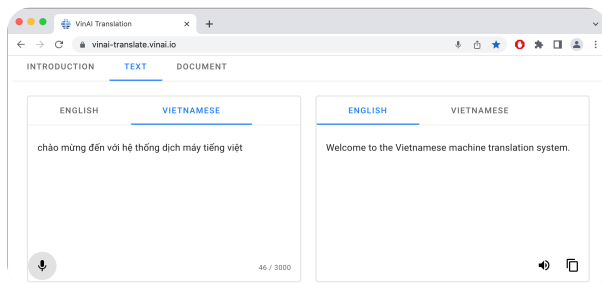 VinAI Translation
vinai-translate.vinai.io
INTRODUCTION TEXT DOCUMENT
ENGLISH VIETNAMESE
chào mừng đến với hệ thống dịch máy tiếng việt
46 / 3000
ENGLISH VIETNAMESE
Welcome to the Vietnamese machine translation system.